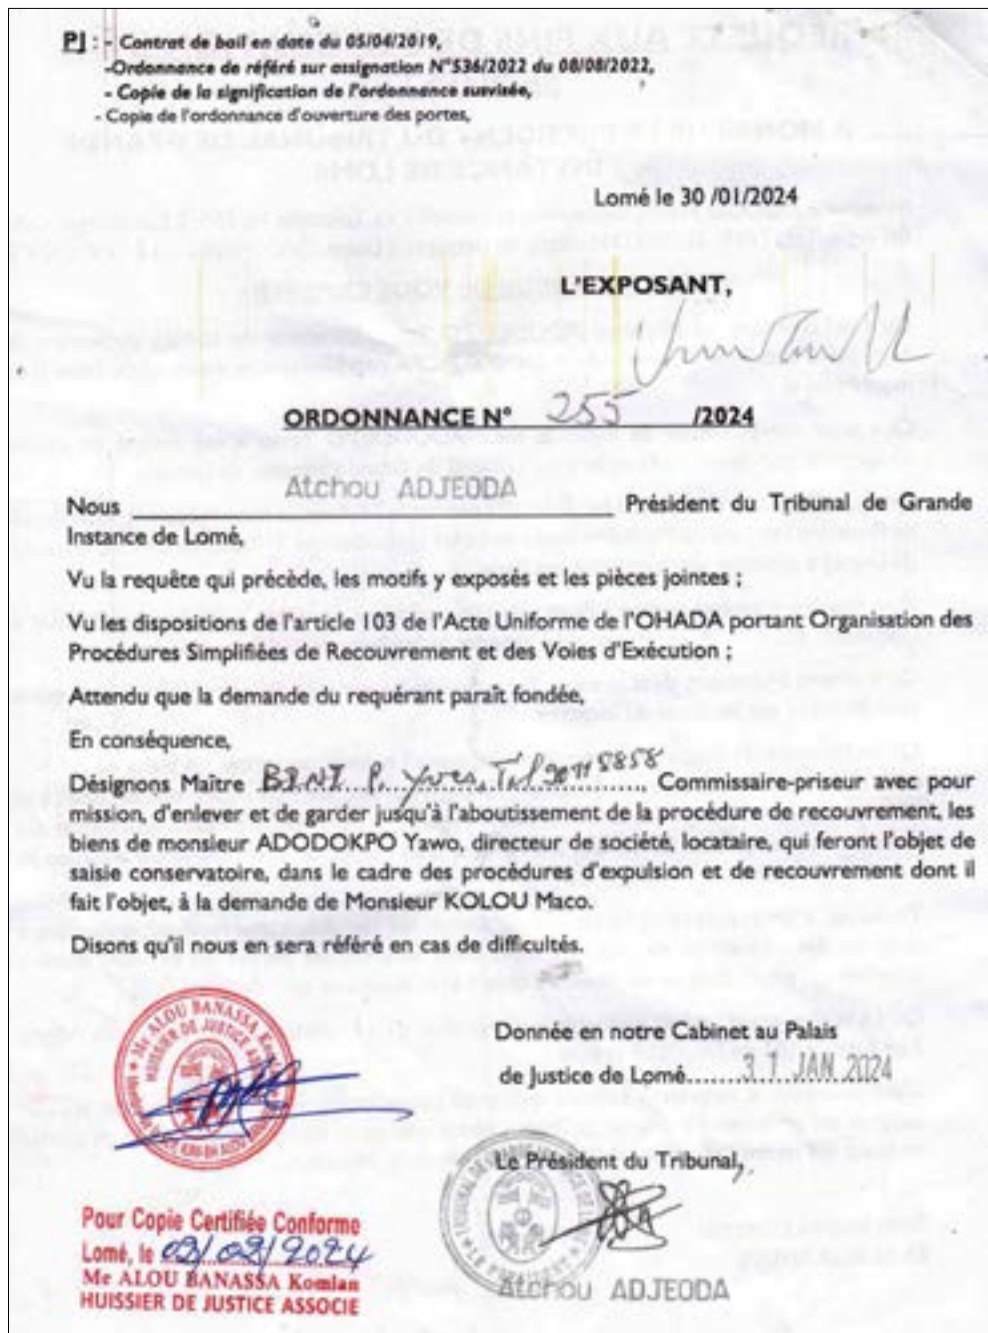 PJ : - Contrat de bail en date du 05/04/2019,
-Ordonnance de référé sur assignation N°536/2022 du 08/08/2022,
- Copie de la signification de l'ordonnance susvisée,
- Copie de l'ordonnance d'ouverture des portes,
Lomé le 30 /01/2024
L'EXPOSANT,
ORDONNANCE N° 255 /2024
Nous Atchou ADJEODA Président du Tribunal de Grande
Instance de Lomé,
Vu la requête qui précède, les motifs y exposés et les pièces jointes ;
Vu les dispositions de l'article 103 de l'Acte Uniforme de l'OHADA portant Organisation des
Procédures Simplifiées de Recouvrement et des Voies d'Exécution ;
Attendu que la demande du requérant paraît fondée,
En conséquence,
Désignons Maître Yves, Commissaire-priseur avec pour
mission, d'enlever et de garder jusqu'à l'aboutissement de la procédure de recouvrement, les
biens de monsieur ADODOKPO Yawo, directeur de société, locataire, qui feront l'objet de
saisie conservatoire, dans le cadre des procédures d'expulsion et de recouvrement dont il
fait l'objet, à la demande de Monsieur KOLOU Maco.
Disons qu'il nous en sera référé en cas de difficultés.
Me ALOU BANASSA
HUISSIER DE JUSTICE
Donnée en notre Cabinet au Palais
de Justice de Lomé........31 JAN 2024
Le Président du Tribunal,
Atchou ADJEODA
Pour Copie Certifiée Conforme
Lomé, le 02/02/2024
Me ALOU BANASSA Komlan
HUISSIER DE JUSTICE ASSOCIE